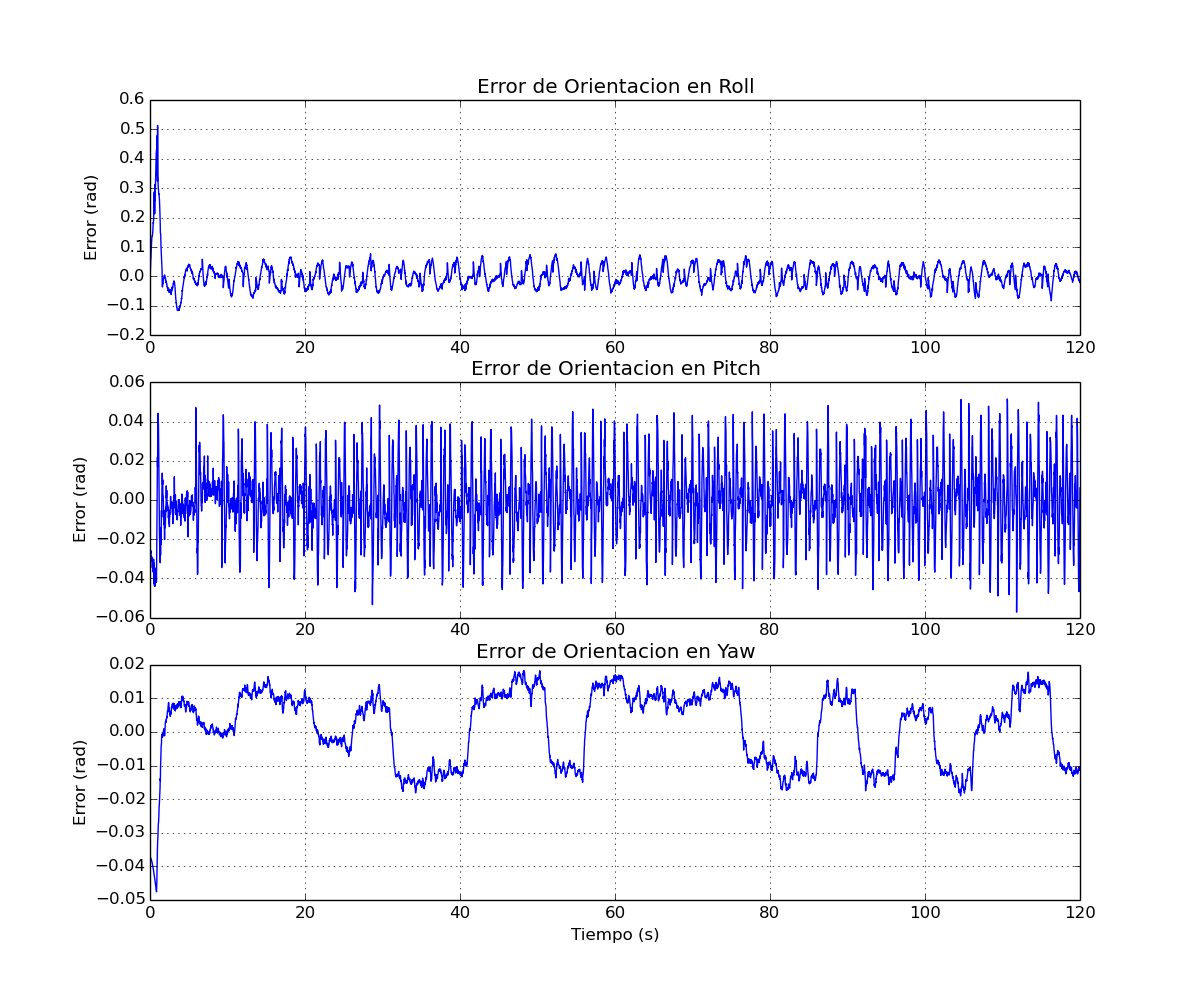 Error de Orientacion en Roll
0.6
0.5
0.4
0.3
0.2
0.1
0.0
−0.1
−0.2
Error (rad)
0 20 40 60 80 100 120
Error de Orientacion en Pitch
0.06
0.04
0.02
0.00
−0.02
−0.04
−0.06
Error (rad)
0 20 40 60 80 100 120
Error de Orientacion en Yaw
0.02
0.01
0.00
−0.01
−0.02
−0.03
−0.04
−0.05
Error (rad)
0 20 40 60 80 100 120
Tiempo (s)